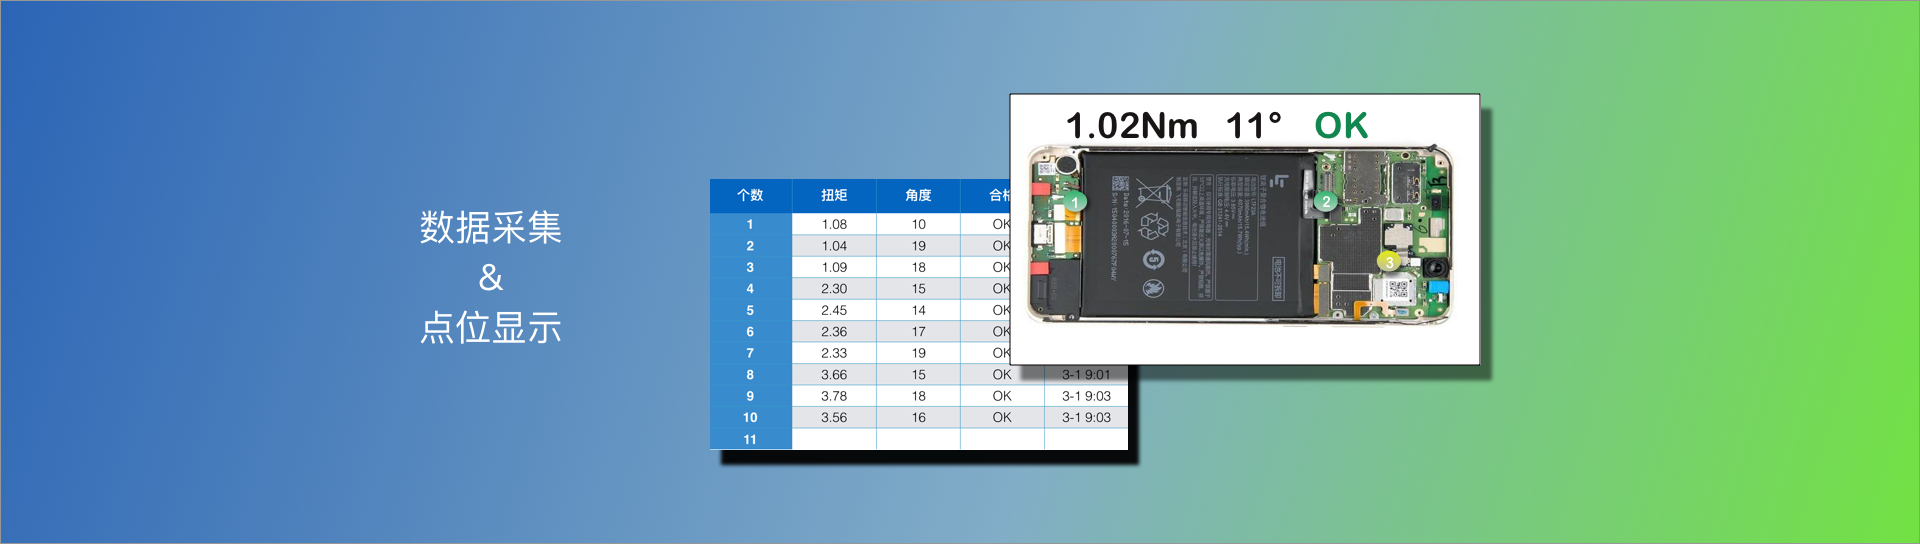 数据采集
&
点位显示
个数 扭矩 角度 合格
1 1.08 10 OK
2 1.04 19 OK
3 1.09 18 OK
4 2.30 15 OK
5 2.45 14 OK
6 2.36 17 OK
7 2.33 19 OK
8 3.66 15 OK 3-1 9:01
9 3.78 18 OK 3-1 9:03
10 3.56 16 OK 3-1 9:03
11
1.02Nm 11° OK
1
2
3